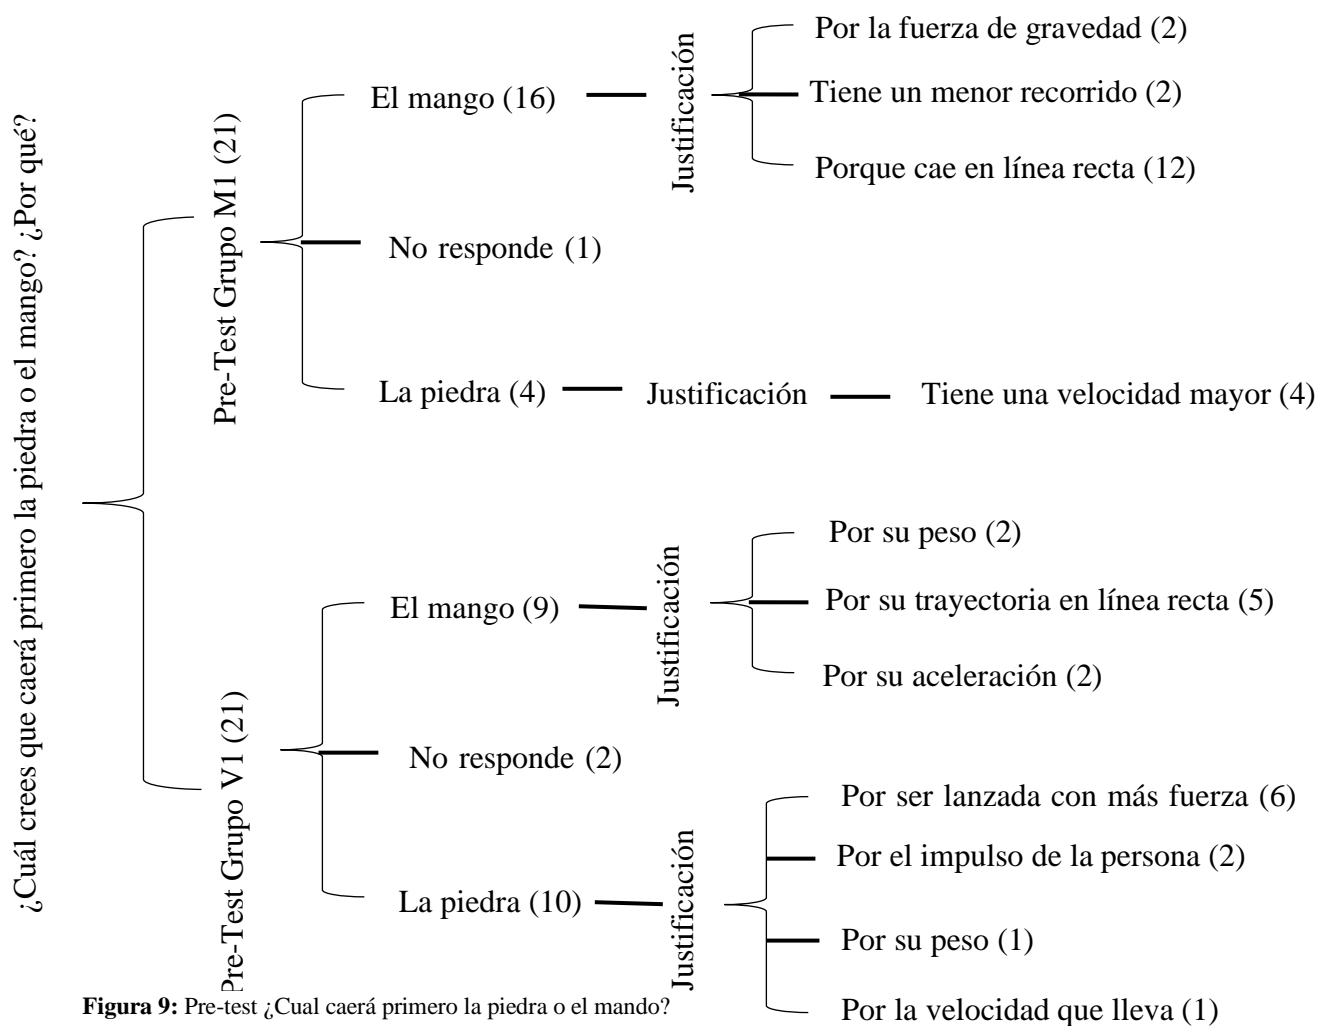 ¿Cuál crees que caerá primero la piedra o el mango? ¿Por qué?
Pre-Test Grupo M1 (21)
El mango (16)
Justificación
Por la fuerza de gravedad (2)
Tiene un menor recorrido (2)
Porque cae en línea recta (12)
No responde (1)
La piedra (4)
Justificación
Tiene una velocidad mayor (4)
Pre-Test Grupo V1 (21)
El mango (9)
Justificación
Por su peso (2)
Por su trayectoria en línea recta (5)
Por su aceleración (2)
No responde (2)
La piedra (10)
Justificación
Por ser lanzada con más fuerza (6)
Por el impulso de la persona (2)
Por su peso (1)
Por la velocidad que lleva (1)
Figura 9: Pre-test ¿Cual caerá primero la piedra o el mando?